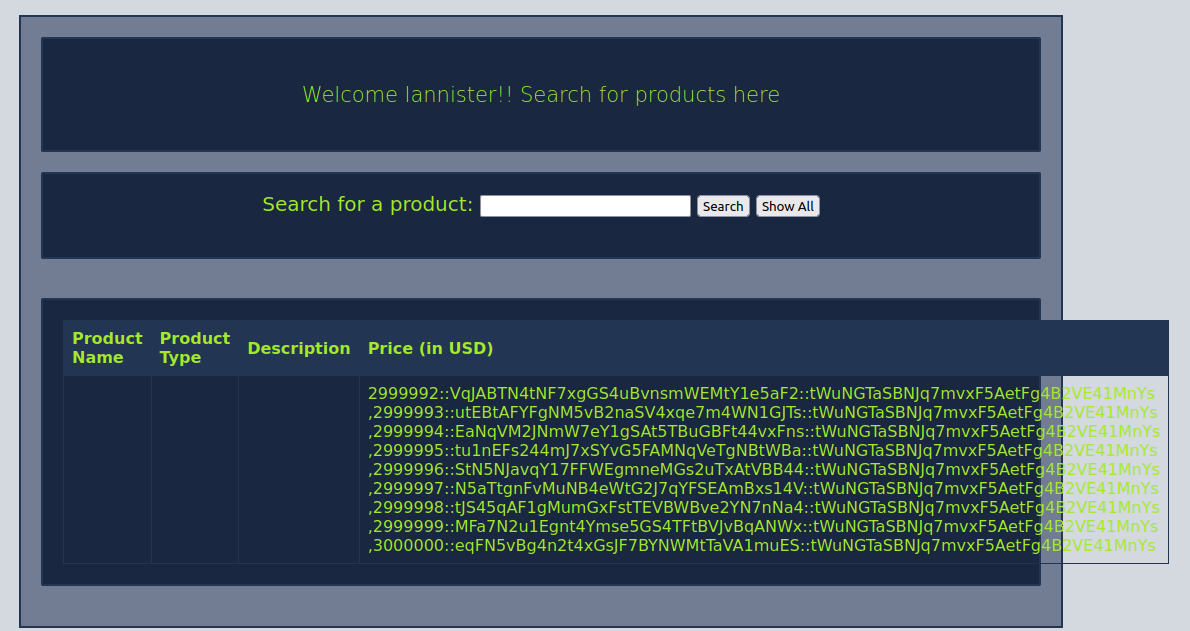 Welcome lannister!! Search for products here
Search for a product: Search Show All
Product Name Product Type Description Price (in USD)
2999992::VqJABTN4tNF7xgGS4uBvnsmWEMtY1e5aF2::tWuNGTaSBNJq7mvxF5AetFg4B2VE41MnYs
,2999993::utEBtAFYFgNM5vB2naSV4xqe7m4WN1GJTs::tWuNGTaSBNJq7mvxF5AetFg4B2VE41MnYs
,2999994::EaNqVM2JNmW7eY1gSAt5TBuGBFt44vxFns::tWuNGTaSBNJq7mvxF5AetFg4B2VE41MnYs
,2999995::tu1nEFs244mJ7xSYvG5FAMNqVeTgNBtWBa::tWuNGTaSBNJq7mvxF5AetFg4B2VE41MnYs
,2999996::StN5NJavqY17FFWEgmneMGs2uTxAtVBB44::tWuNGTaSBNJq7mvxF5AetFg4B2VE41MnYs
,2999997::N5aTtgnFvMuNB4eWtG2J7qYFSEAmBxs14V::tWuNGTaSBNJq7mvxF5AetFg4B2VE41MnYs
,2999998::tJS45qAF1gMumGxFstTEVBWBve2YN7nNa4::tWuNGTaSBNJq7mvxF5AetFg4B2VE41MnYs
,2999999::MFa7N2u1Egnt4Ymse5GS4TFtBVJvBqANWx::tWuNGTaSBNJq7mvxF5AetFg4B2VE41MnYs
,3000000::eqFN5vBg4n2t4xGsJF7BYNWMtTaVA1muES::tWuNGTaSBNJq7mvxF5AetFg4B2VE41MnYs